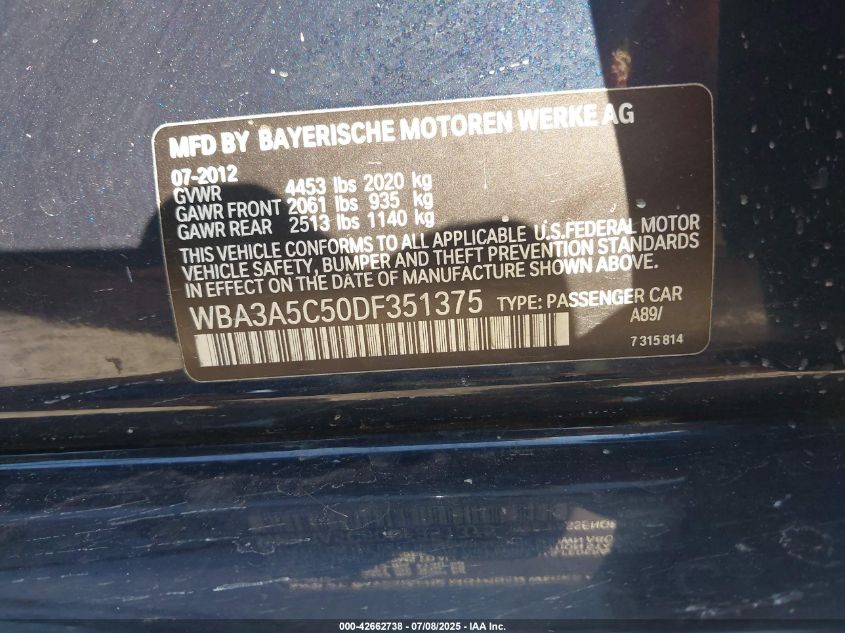 MFD BY BAYERISCHE MOTOREN WERKE AG
07-2012
GVWR 4453 lbs 2020 kg
GAWR FRONT 2061 lbs 935 kg
GAWR REAR 2513 lbs 1140 kg
THIS VEHICLE CONFORMS TO ALL APPLICABLE U.S.FEDERAL MOTOR
VEHICLE SAFETY, BUMPER AND THEFT PREVENTION STANDARDS
IN EFFECT ON THE DATE OF MANUFACTURE SHOWN ABOVE.
WBA3A5C50DF351375 TYPE: PASSENGER CAR
A89/
7 315 814
000-42662738 | 07/08/2025 - IAA Inc.